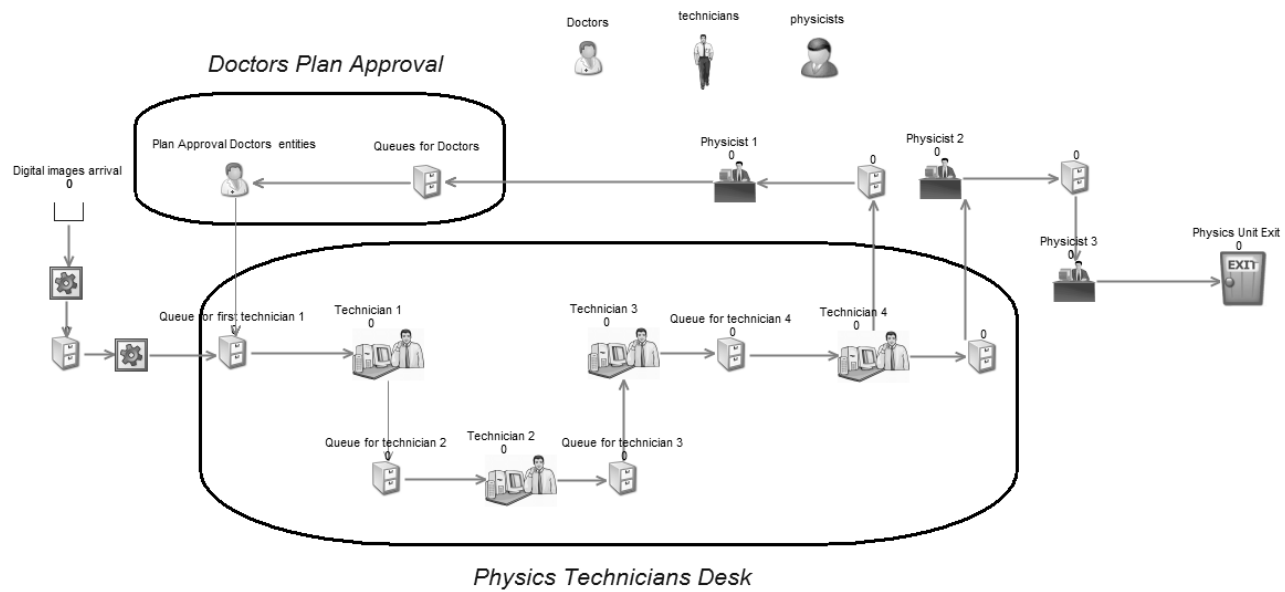 Doctors
technicians
physicists
Doctors Plan Approval
Plan Approval Doctors entities
Queues for Doctors
Physicist 1
0
0
Physicist 2
0
0
Digital images arrival
0
Physicist 3
0
Physics Unit Exit
0
EXIT
Queue for first technician 1
0
Technician 1
0
Technician 3
0
Queue for technician 4
0
Technician 4
0
0
Queue for technician 2
0
Technician 2
0
Queue for technician 3
0
Physics Technicians Desk